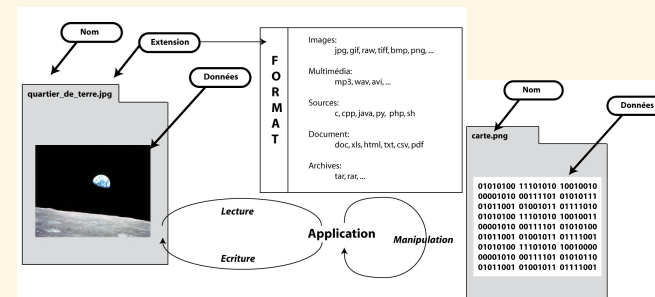 Nom
Extension
Données
quartier_de_terre.jpg
FORMAT
Images:
jpg, gif, raw, tiff, bmp, png, ...
Multimédia:
mp3, wav, avi, ...
Sources:
c, cpp, java, py, php, sh
Document:
doc, xls, html, txt, csv, pdf
Archives:
tar, rar, ...
Lecture
Ecriture
Application
Manipulation
Nom
Données
carte.png
01010100 11101010 10010010
00001010 00111101 01010111
01011001 01001011 01111010
01010100 11101010 10010011
00001010 00111101 01010100
01011001 01001011 01111001
01010100 11101010 10010000
00001010 00111101 01010110
01011001 01001011 01111001